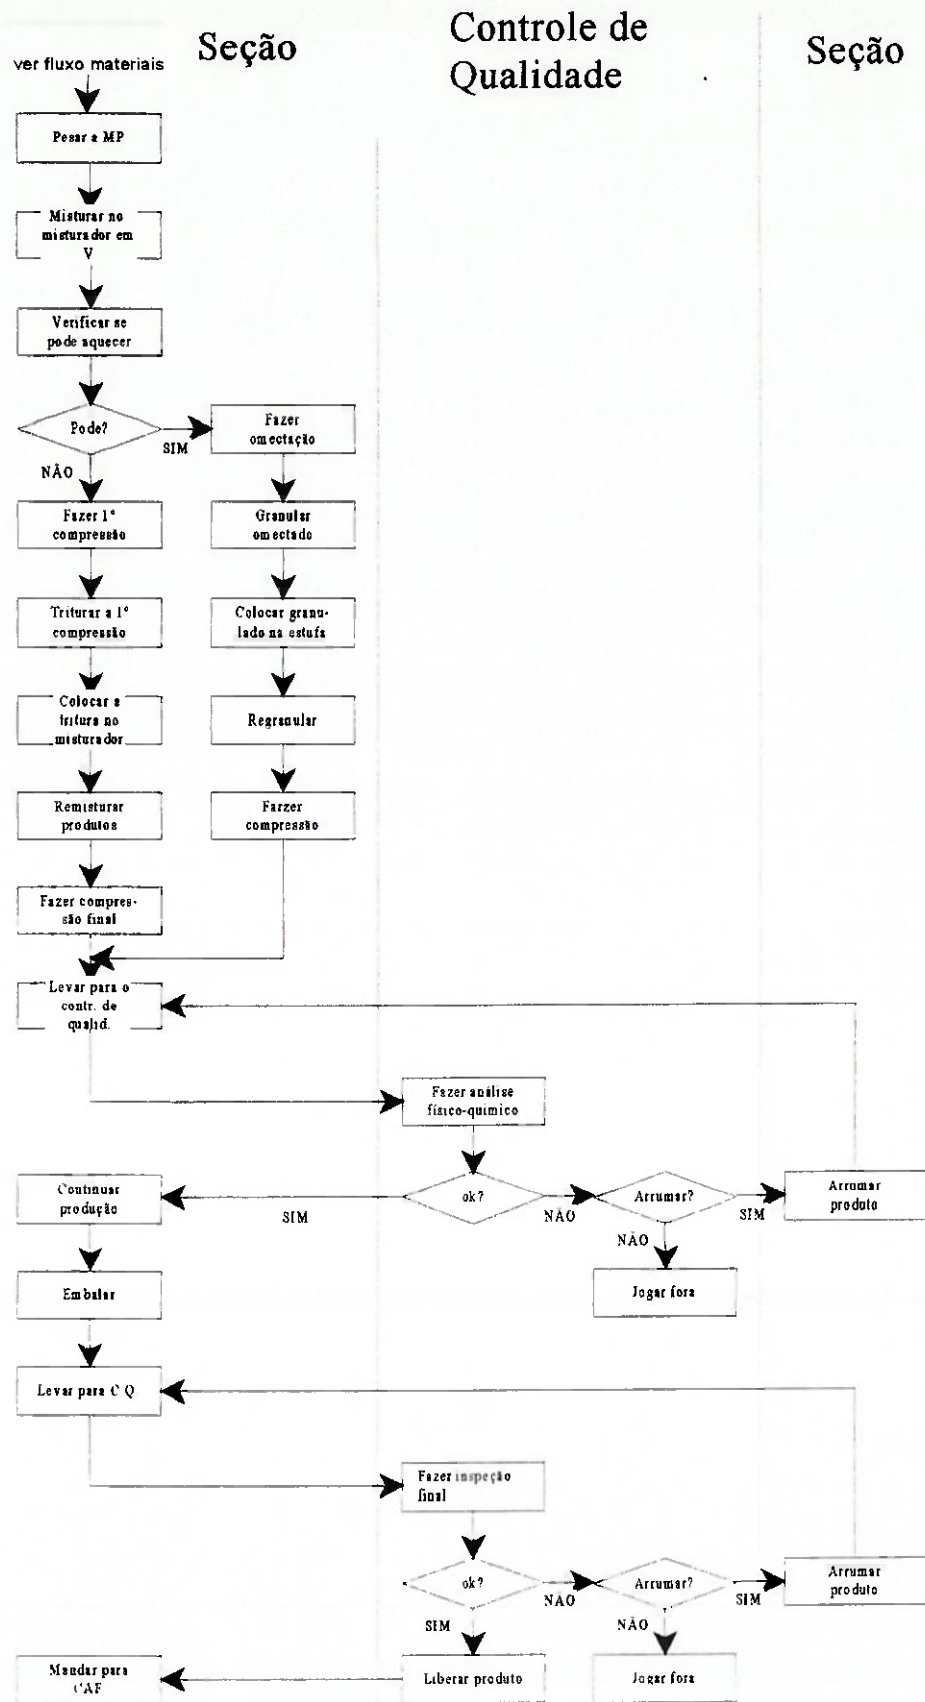 Seção
Controle de
Qualidade
Seção
ver fluxo materiais
Pesar a MP
Misturar no
misturador em
V
Verificar se
pode aquecer
Pode?
SIM
NÃO
Fazer
omectação
Fazer 1ª
compressão
Granular
omectado
Triturar a 1ª
compressão
Colocar granu-
lado na estufa
Colocar a
tritura no
misturador
Regranular
Remisturar
produtos
Farzer
compressão
Fazer compres-
são final
Levar para o
contr. de
qualid.
Fazer análise
físico-químico
Continuar
produção
SIM
ok?
NÃO
Arrumar?
SIM
Arrumar
produto
NÃO
Embalar
Jogar fora
Levar para C Q
Fazer inspeção
final
ok?
NÃO
Arrumar?
SIM
Arrumar
produto
SIM
NÃO
Mandar para
CAF
Liberar produto
Jogar fora